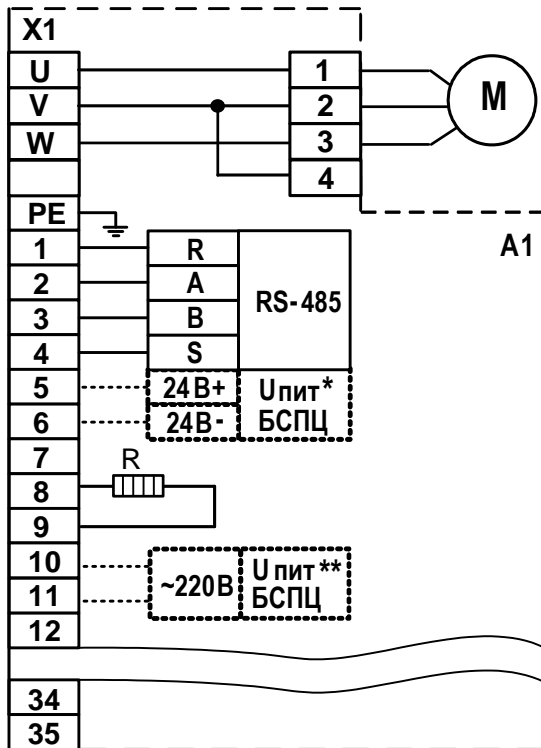 X1
U
V
W
PE
1
2
3
4
5
6
7
8
9
10
11
12
34
35
1
2
3
4
M
A1
R
A
B
S
RS-485
24В+
24В-
Uпит*
БСПЦ
R
~220В
Uпит**
БСПЦ